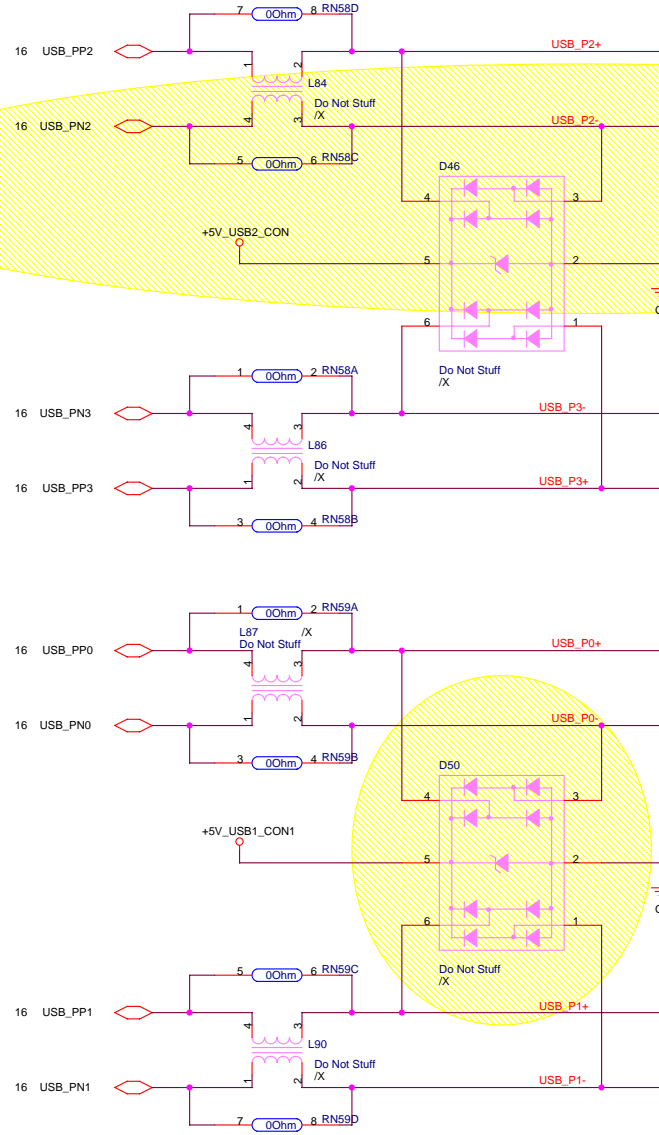 7 0Ohm 8 RN58D
16 USB_PP2 USB_P2+
1 2
L84
Do Not Stuff
/X
4 3
16 USB_PN2 USB_P2-
5 0Ohm 6 RN58C
D46
4 3
+5V_USB2_CON
5 2
6 1
Do Not Stuff
/X
1 0Ohm 2 RN58A
16 USB_PN3 USB_P3-
4 3
L86
Do Not Stuff
/X
1 2
16 USB_PP3 USB_P3+
3 0Ohm 4 RN58B
1 0Ohm 2 RN59A
L87 /X
Do Not Stuff
16 USB_PP0 USB_P0+
4 3
1 2
16 USB_PN0 USB_P0-
3 0Ohm 4 RN59B
D50
4 3
+5V_USB1_CON1
5 2
6 1
Do Not Stuff
/X
5 0Ohm 6 RN59C
16 USB_PP1 USB_P1+
4 3
L90
Do Not Stuff
/X
1 2
16 USB_PN1 USB_P1-
7 0Ohm 8 RN59D